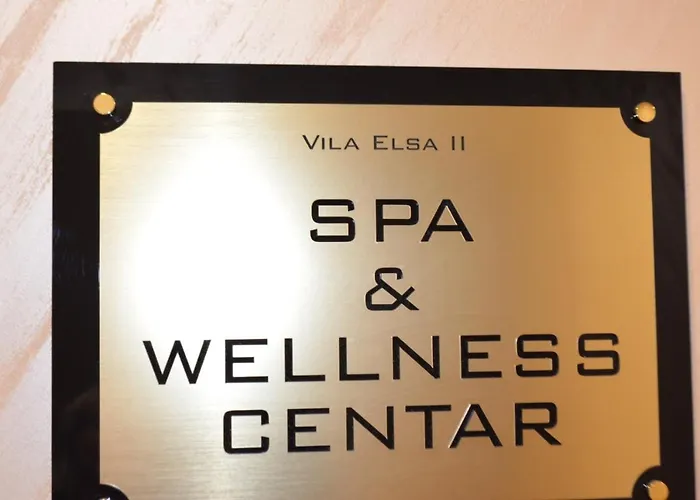 Vila Elsa II
SPA
&
WELLNESS
CENTAR